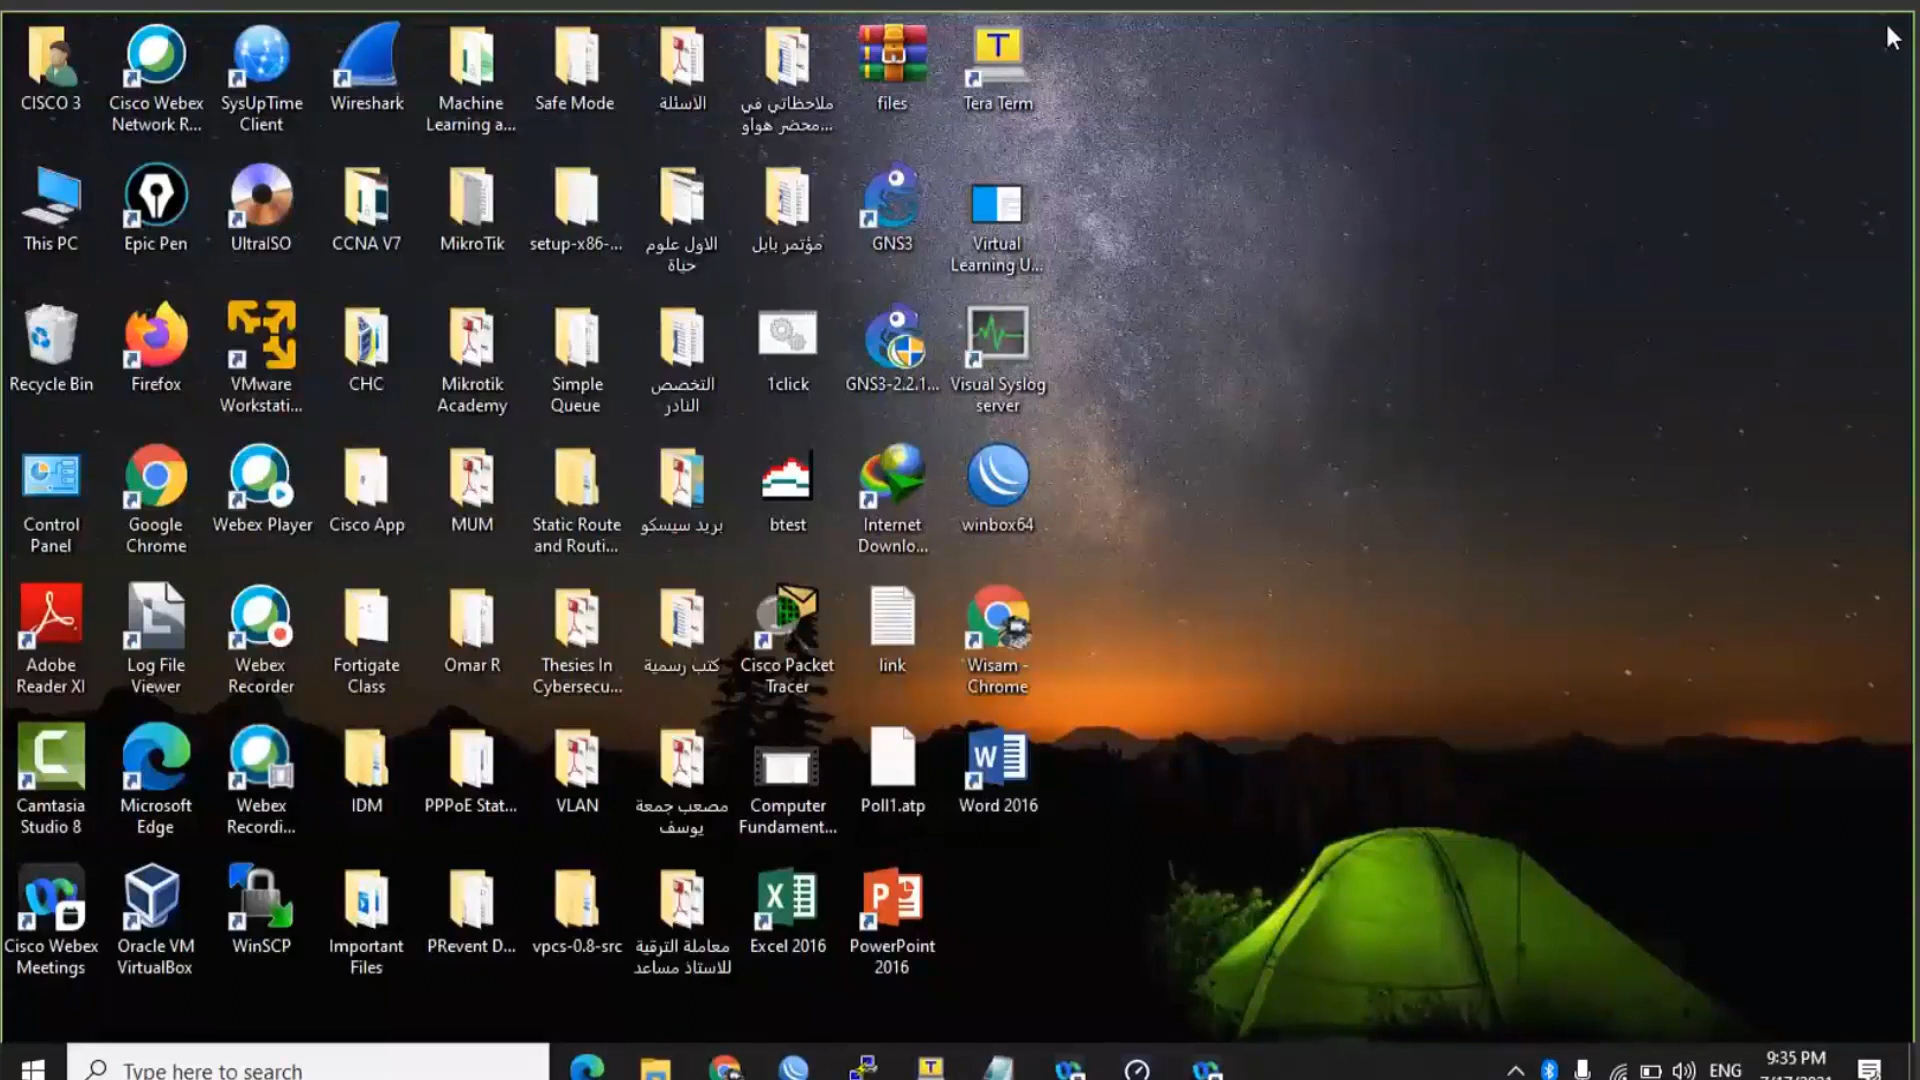 CISCO 3
Cisco Webex
Network R...
SysUpTime
Client
Wireshark
Machine
Learning a...
Safe Mode
الاسئلة
ملاحظاتي في
محضر هواو...
files
Tera Term
This PC
Epic Pen
UltraISO
CCNA V7
MikroTik
setup-x86-...
الاول علوم
حياة
مؤتمر بابل
GNS3
Virtual
Learning U...
Recycle Bin
Firefox
VMware
Workstati...
CHC
Mikrotik
Academy
Simple
Queue
التخصص
النادر
1click
GNS3-2.2.1...
Visual Syslog
server
Control
Panel
Google
Chrome
Webex Player
Cisco App
MUM
Static Route
and Routi...
بريد سيسكو
btest
Internet
Downlo...
winbox64
Adobe
Reader XI
Log File
Viewer
Webex
Recorder
Fortigate
Class
Omar R
Thesies In
Cybersecu...
كتب رسمية
Cisco Packet
Tracer
link
Wisam -
Chrome
Camtasia
Studio 8
Microsoft
Edge
Webex
Recordi...
IDM
PPPoE Stat...
VLAN
مصعب جمعة
يوسف
Computer
Fundament...
Poll1.atp
Word 2016
Cisco Webex
Meetings
Oracle VM
VirtualBox
WinSCP
Important
Files
PRevent D...
vpcs-0.8-src
معاملة الترقية
للاستاذ مساعد
Excel 2016
PowerPoint
2016
Type here to search
ENG
9:35 PM